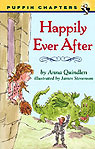 PUFFIN CHAPTERS
Happily
Ever After
by Anna Quindlen
illustrated by James Stevenson